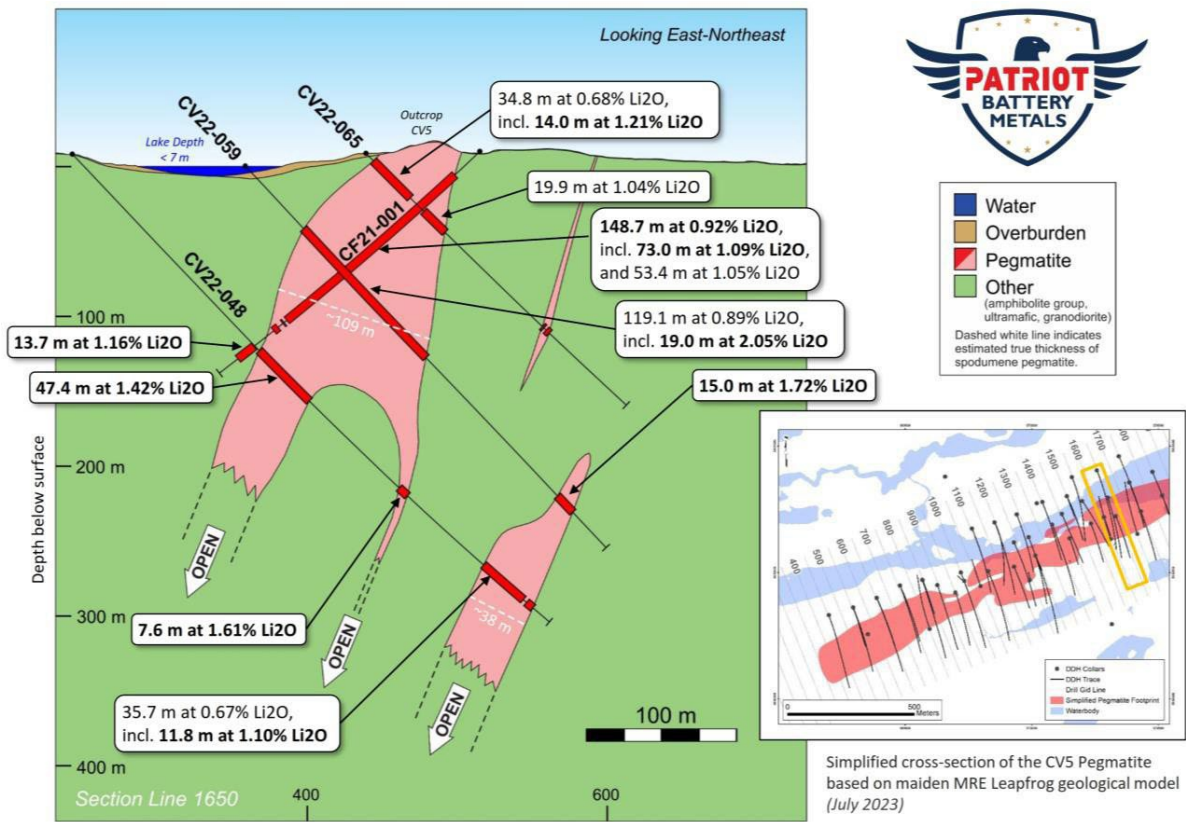 Looking East-Northeast
PATRIOT
BATTERY
METALS
CV22-059
CV22-065
Outcrop
CV5
Lake Depth
< 7 m
34.8 m at 0.68% Li2O,
incl. 14.0 m at 1.21% Li2O
19.9 m at 1.04% Li2O
CF21-001
148.7 m at 0.92% Li2O,
incl. 73.0 m at 1.09% Li2O,
and 53.4 m at 1.05% Li2O
CV22-048
~109 m
119.1 m at 0.89% Li2O,
incl. 19.0 m at 2.05% Li2O
13.7 m at 1.16% Li2O
47.4 m at 1.42% Li2O
15.0 m at 1.72% Li2O
7.6 m at 1.61% Li2O
35.7 m at 0.67% Li2O,
incl. 11.8 m at 1.10% Li2O
~38 m
OPEN
OPEN
OPEN
Depth below surface
100 m
200 m
300 m
400 m
100 m
Section Line 1650
400
600
Water
Overburden
Pegmatite
Other
(amphibolite group,
ultramafic, granodiorite)
Dashed white line indicates
estimated true thickness of
spodumene pegmatite.
400
500
600
700
800
900
1000
1100
1200
1300
1400
1500
1600
1700
DDH Collars
DDH Trace
Drill Gid Line
Simplified Pegmatite Footprint
Waterbody
0
500
Meters
Simplified cross-section of the CV5 Pegmatite
based on maiden MRE Leapfrog geological model
(July 2023)